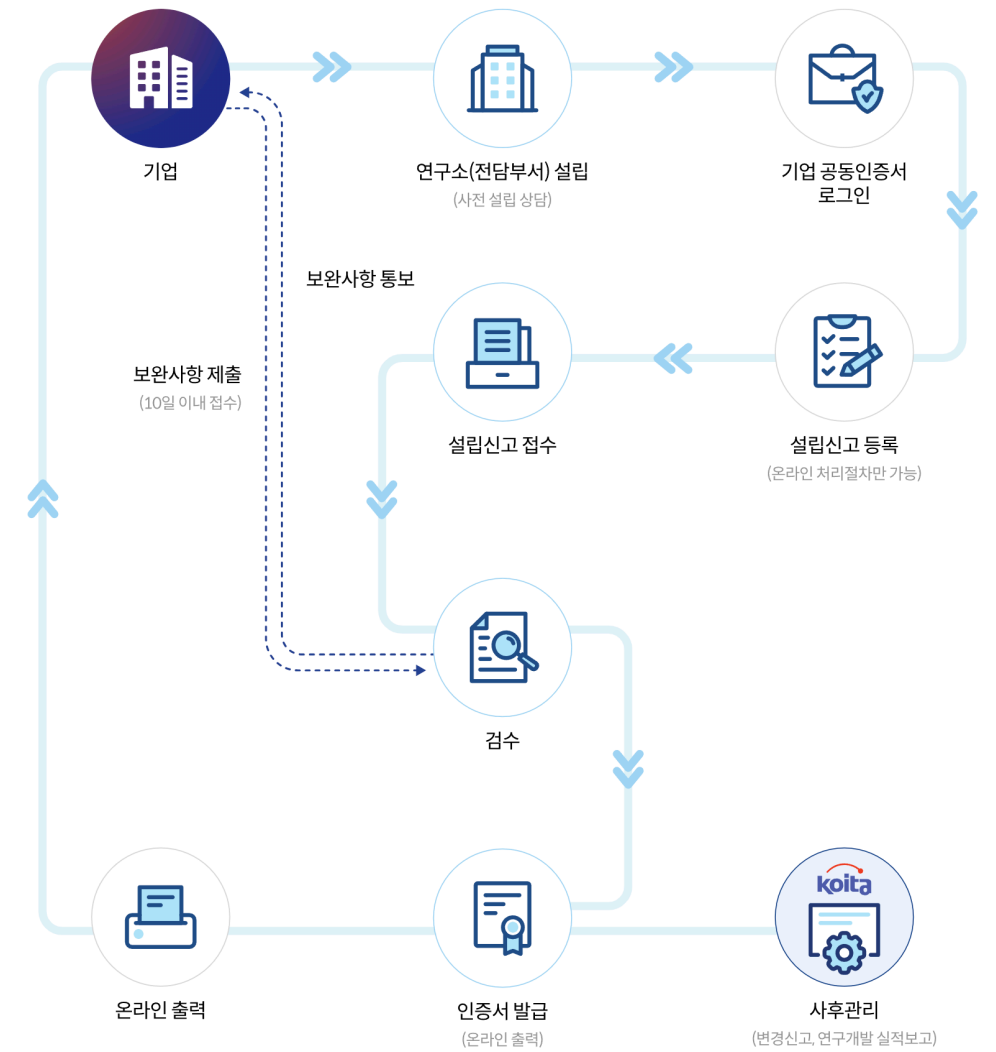 기업
연구소(전담부서) 설립
(사전 설립 상담)
기업 공동인증서
로그인
보완사항 통보
보완사항 제출
(10일 이내 접수)
설립신고 접수
설립신고 등록
(온라인 처리절차만 가능)
검수
koita
온라인 출력
인증서 발급
(온라인 출력)
사후관리
(변경신고, 연구개발 실적보고)